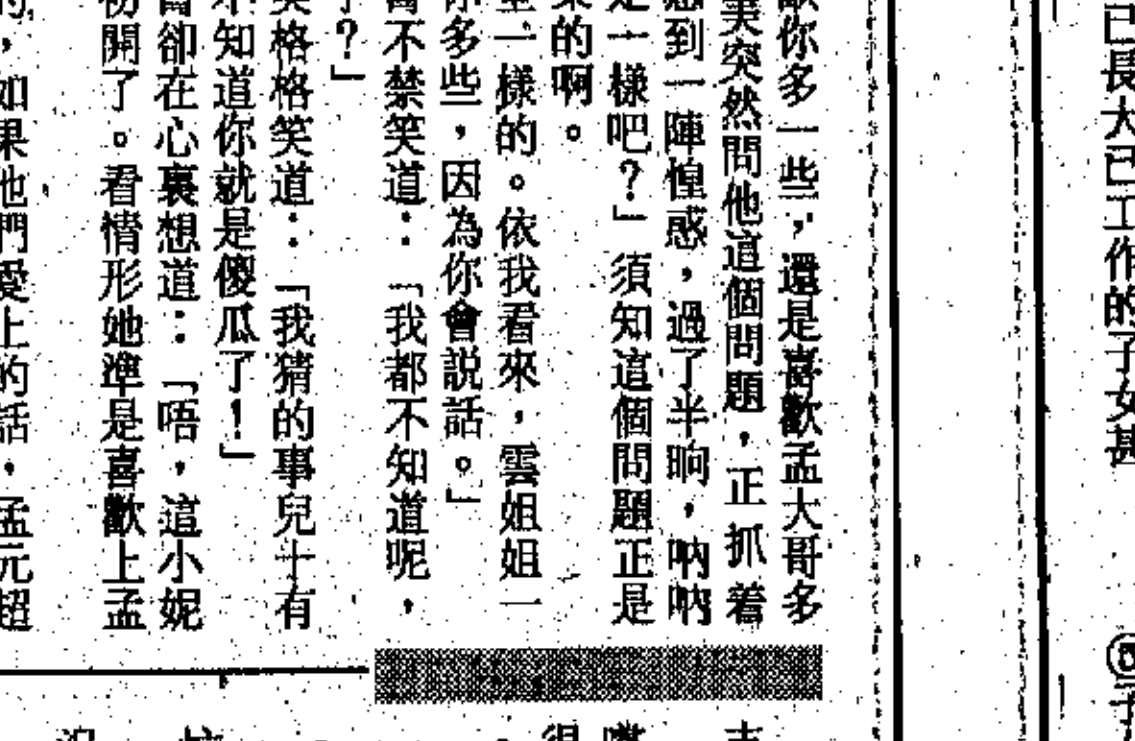 已長大已工作的子女甚
你多一些，還是喜歡孟大哥多
美突然問他這個問題，正抓着
感到一陣惶惑，過了半晌，吶吶
是一樣吧？」須知這個問題正是
來的啊。
一樣的。依我看來，雲姐姐一
你多些，因為你會説話。」
不禁笑道：「我都不知道呢，
？」
笑格格笑道：「我猜的事兒十有
不知道你就是傻瓜了！」
卻在心裏想道：「唔，這小妮
初開了。看情形她準是喜歡上孟
的，如果他們愛上的話，孟元超